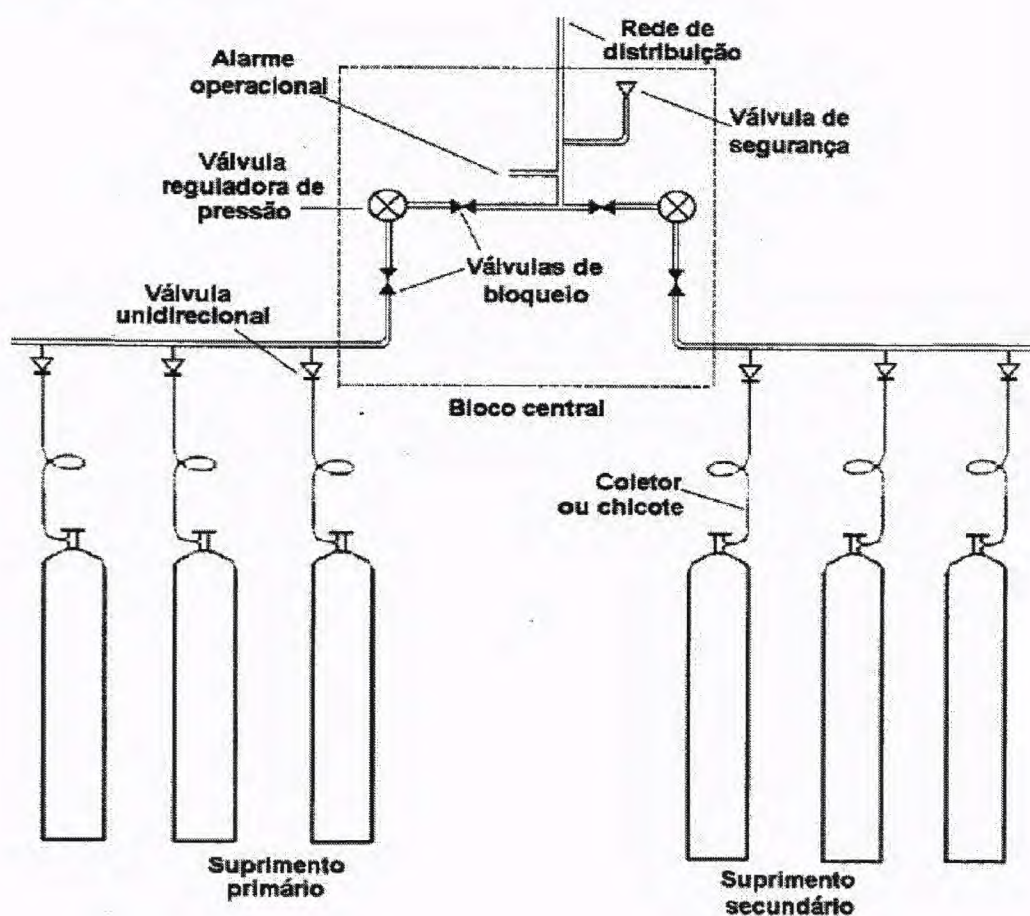 Rede de
distribuição
Alarme
operacional
Válvula de
segurança
Válvula
reguladora de
pressão
Válvulas de
bloqueio
Válvula
unidirecional
Bloco central
Coletor
ou chicote
Suprimento
primário
Suprimento
secundário